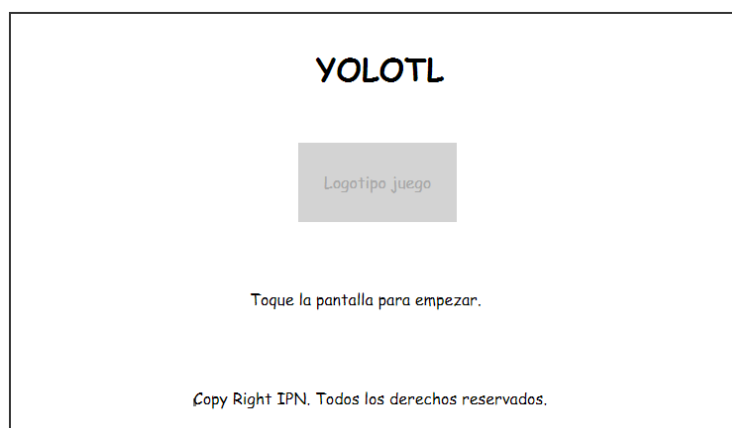 YOLOTL
Logotipo juego
Toque la pantalla para empezar.
Copy Right IPN. Todos los derechos reservados.